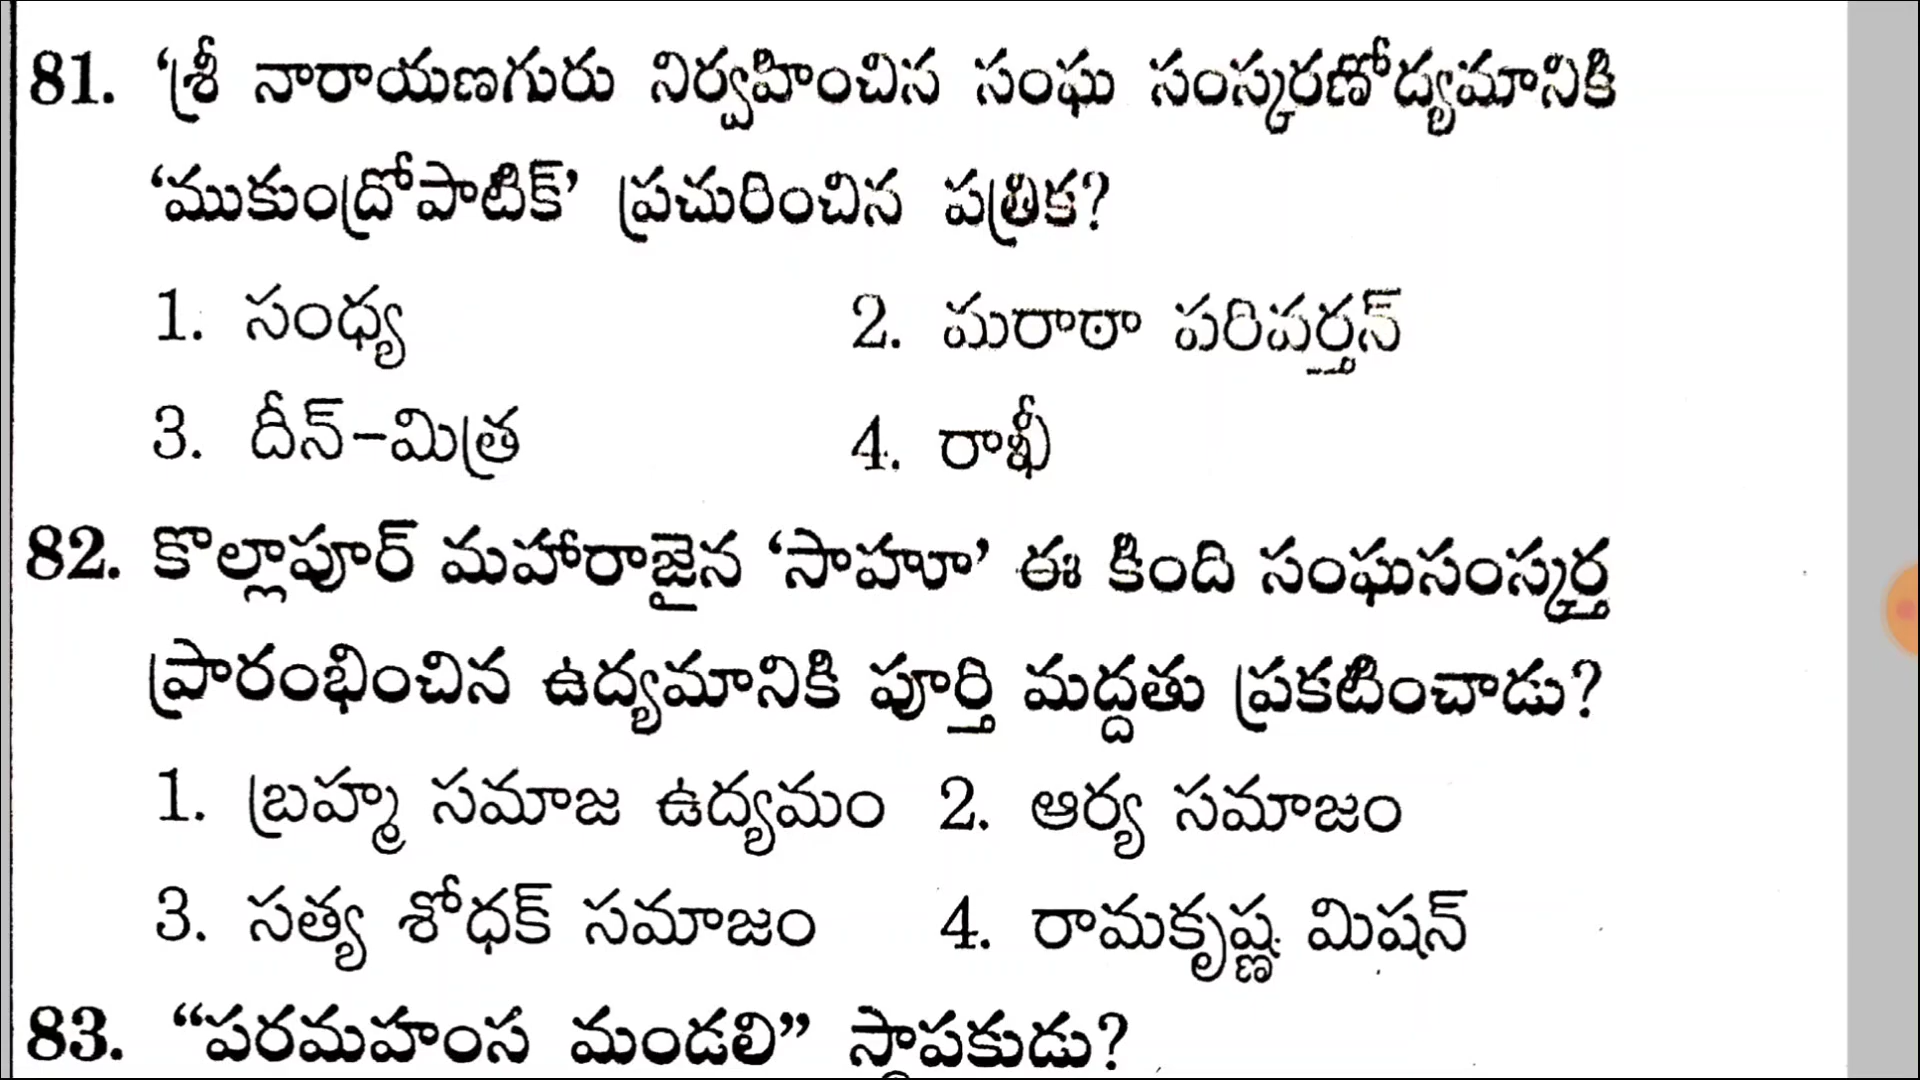 81. ‘శ్రీ నారాయణగురు నిర్వహించిన సంఘ సంస్కరణోద్యమానికి
‘ముకుంద్రోపాటిక్’ ప్రచురించిన పత్రిక?
1. సంధ్య 2. మరాఠా పరివర్తన్
3. దీన్-మిత్ర 4. రాఖీ
82. కొల్లాపూర్ మహారాజైన ‘సాహూ’ ఈ కింది సంఘసంస్కర్త
ప్రారంభించిన ఉద్యమానికి పూర్తి మద్దతు ప్రకటించాడు?
1. బ్రహ్మ సమాజ ఉద్యమం 2. ఆర్య సమాజం
3. సత్య శోధక్ సమాజం 4. రామకృష్ణ మిషన్
83. “పరమహంస మండలి” స్థాపకుడు?